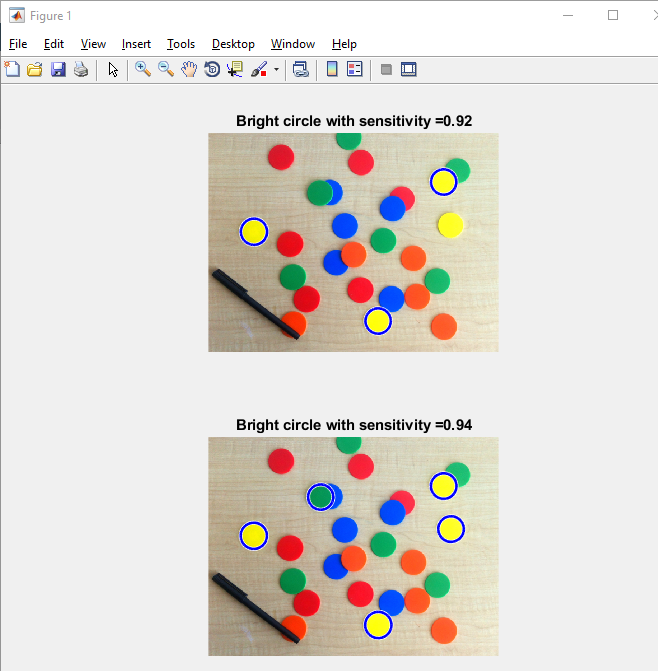 Figure 1
File Edit View Insert Tools Desktop Window Help
Bright circle with sensitivity =0.92
Bright circle with sensitivity =0.94